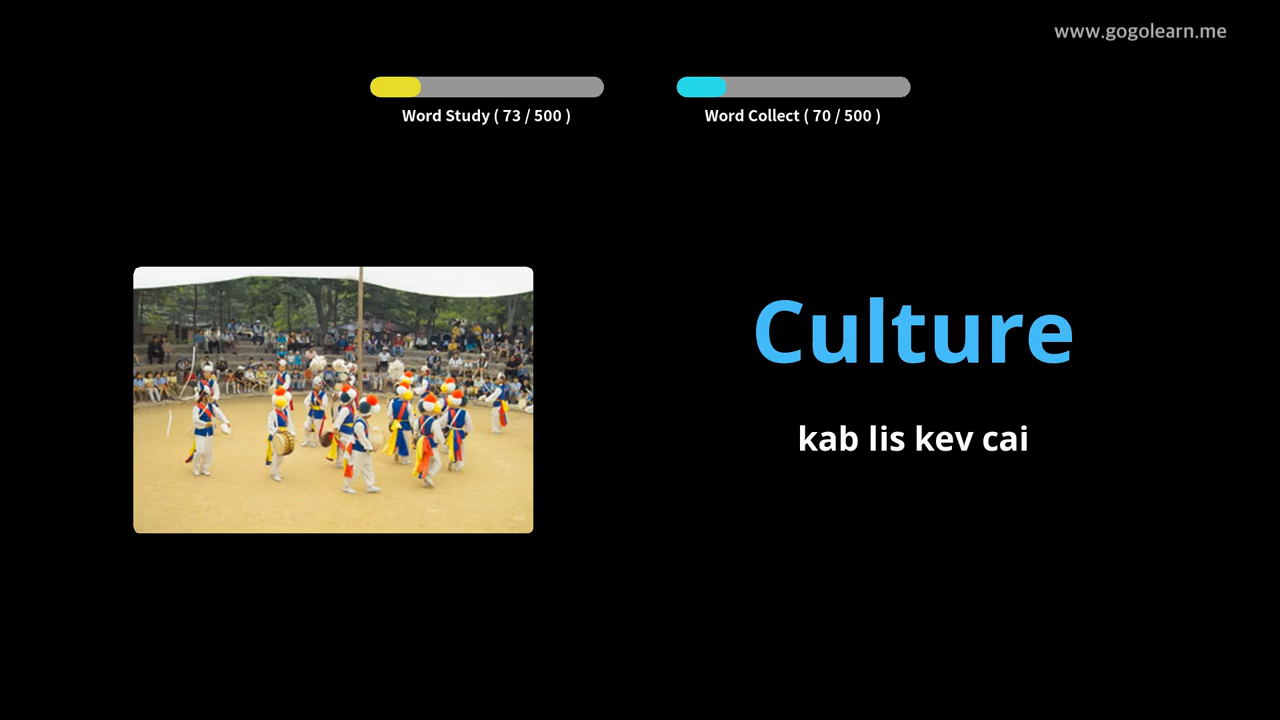 www.gogolearn.me
Word Study ( 73 / 500 )
Word Collect ( 70 / 500 )
Culture
kab lis kev cai